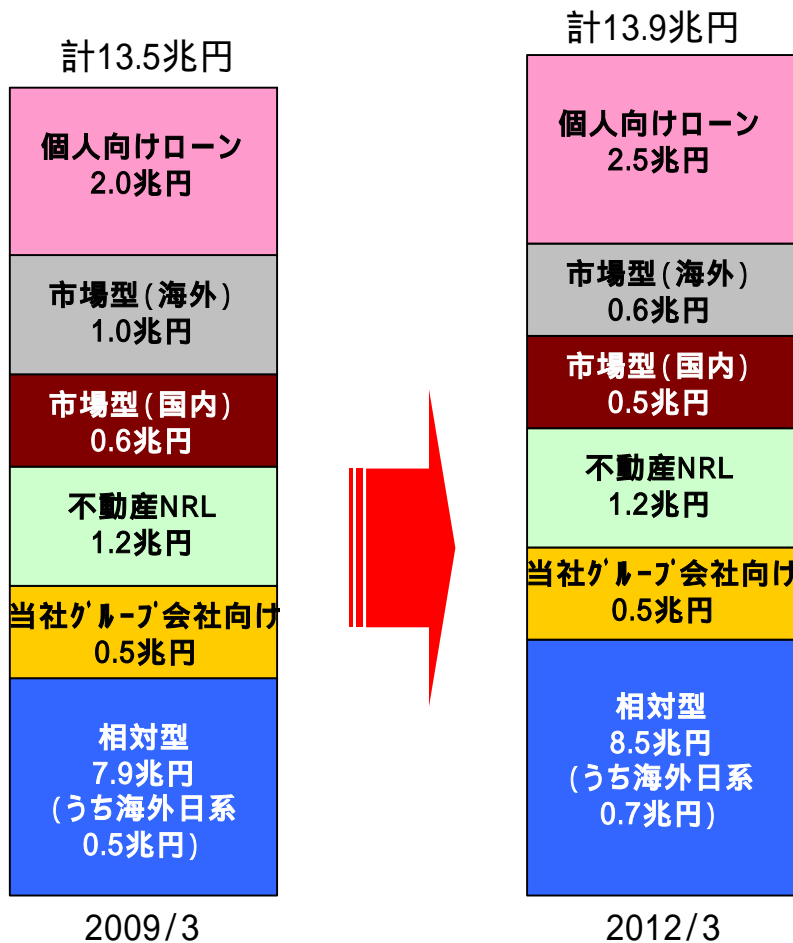 計13.5兆円
個人向けローン
2.0兆円
市場型(海外)
1.0兆円
市場型(国内)
0.6兆円
不動産NRL
1.2兆円
当社グループ会社向け
0.5兆円
相対型
7.9兆円
(うち海外日系
0.5兆円)
2009/3
計13.9兆円
個人向けローン
2.5兆円
市場型(海外)
0.6兆円
市場型(国内)
0.5兆円
不動産NRL
1.2兆円
当社グループ会社向け
0.5兆円
相対型
8.5兆円
(うち海外日系
0.7兆円)
2012/3